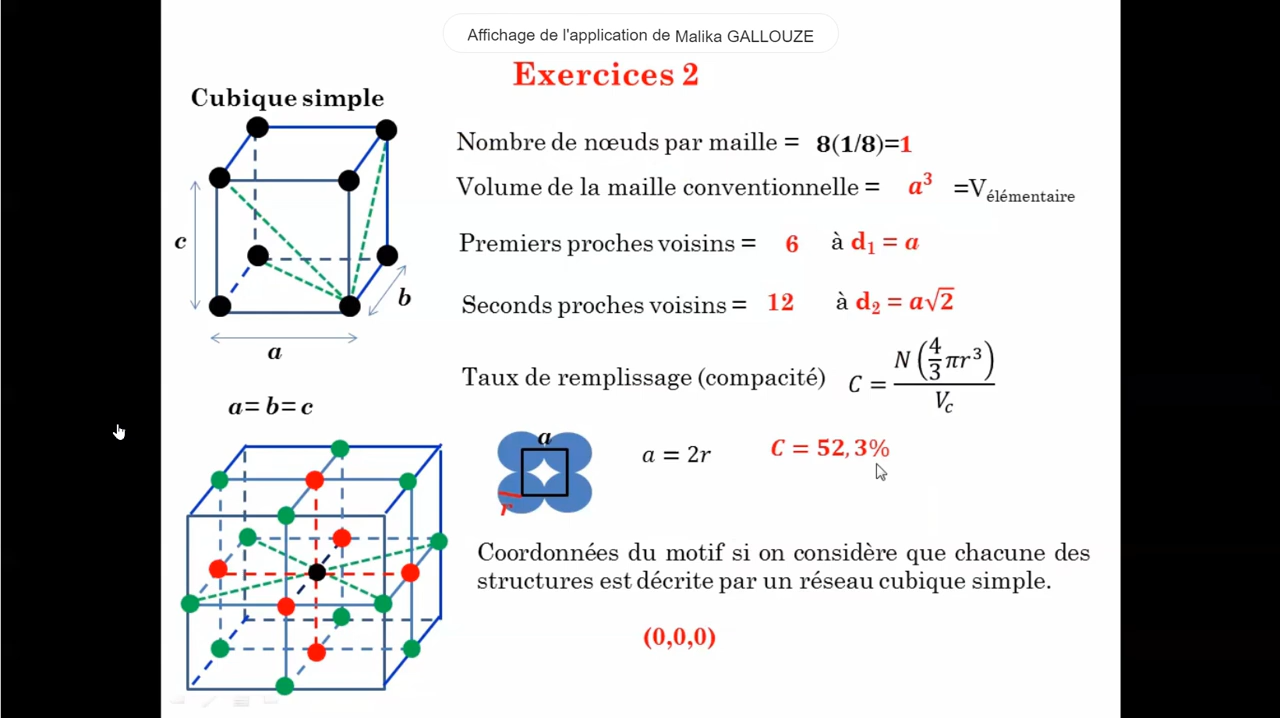 Affichage de l'application de Malika GALLOUZE
Exercices 2
Cubique simple
c
b
a
a= b= c
Nombre de nœuds par maille = 8(1/8)=1
Volume de la maille conventionnelle = a³ =Vélémentaire
Premiers proches voisins = 6 à d₁ = a
Seconds proches voisins = 12 à d₂ = a√2
Taux de remplissage (compacité) C = N(4/3 πr³)/Vc
a
r
a = 2r C = 52,3%
Coordonnées du motif si on considère que chacune des
structures est décrite par un réseau cubique simple.
(0,0,0)